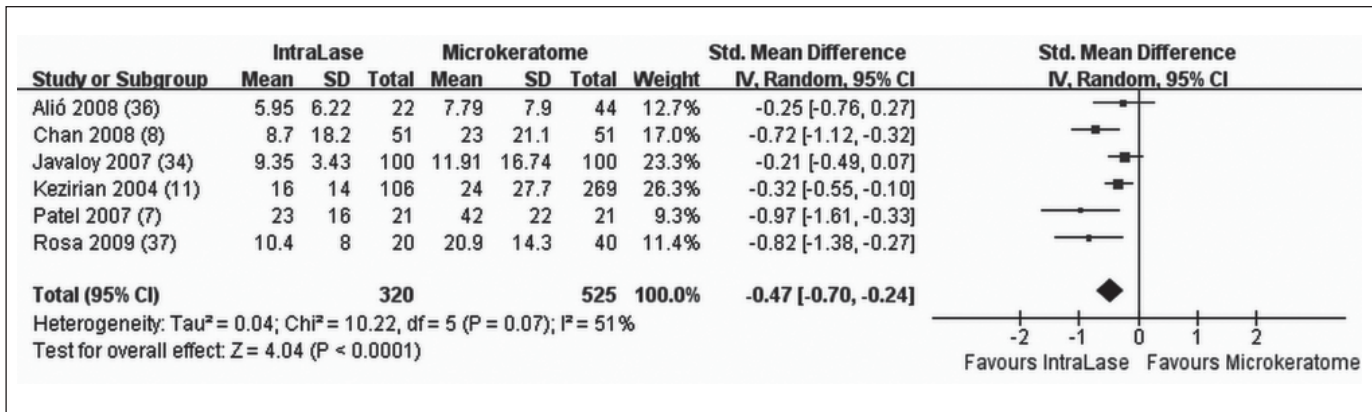 IntraLase Microkeratome Std. Mean Difference Std. Mean Difference
Study or Subgroup Mean SD Total Mean SD Total Weight IV, Random, 95% CI IV, Random, 95% CI
Alió 2008 (36) 5.95 6.22 22 7.79 7.9 44 12.7% -0.25 [-0.76, 0.27]
Chan 2008 (8) 8.7 18.2 51 23 21.1 51 17.0% -0.72 [-1.12, -0.32]
Javaloy 2007 (34) 9.35 3.43 100 11.91 16.74 100 23.3% -0.21 [-0.49, 0.07]
Kezirian 2004 (11) 16 14 106 24 27.7 269 26.3% -0.32 [-0.55, -0.10]
Patel 2007 (7) 23 16 21 42 22 21 9.3% -0.97 [-1.61, -0.33]
Rosa 2009 (37) 10.4 8 20 20.9 14.3 40 11.4% -0.82 [-1.38, -0.27]
Total (95% CI) 320 525 100.0% -0.47 [-0.70, -0.24]
Heterogeneity: Tau² = 0.04; Chi² = 10.22, df = 5 (P = 0.07); I² = 51%
Test for overall effect: Z = 4.04 (P < 0.0001)
-2 -1 0 1 2
Favours IntraLase Favours Microkeratome